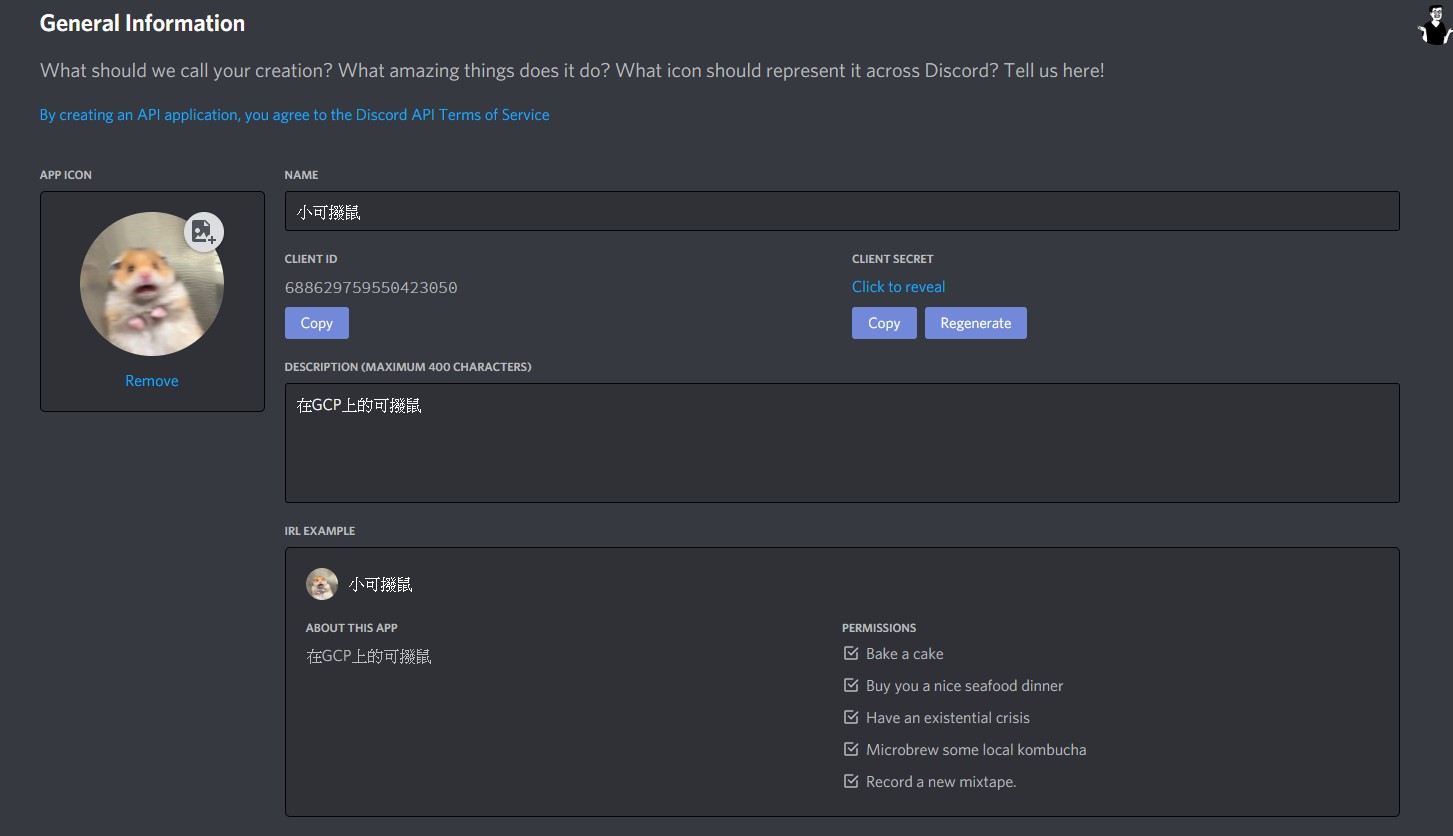 General Information
What should we call your creation? What amazing things does it do? What icon should represent it across Discord? Tell us here!
By creating an API application, you agree to the Discord API Terms of Service
APP ICON
Remove
NAME
小可撥鼠
CLIENT ID
688629759550423050
Copy
CLIENT SECRET
Click to reveal
Copy Regenerate
DESCRIPTION (MAXIMUM 400 CHARACTERS)
在GCP上的可撥鼠
IRL EXAMPLE
小可撥鼠
ABOUT THIS APP
在GCP上的可撥鼠
PERMISSIONS
Bake a cake
Buy you a nice seafood dinner
Have an existential crisis
Microbrew some local kombucha
Record a new mixtape.